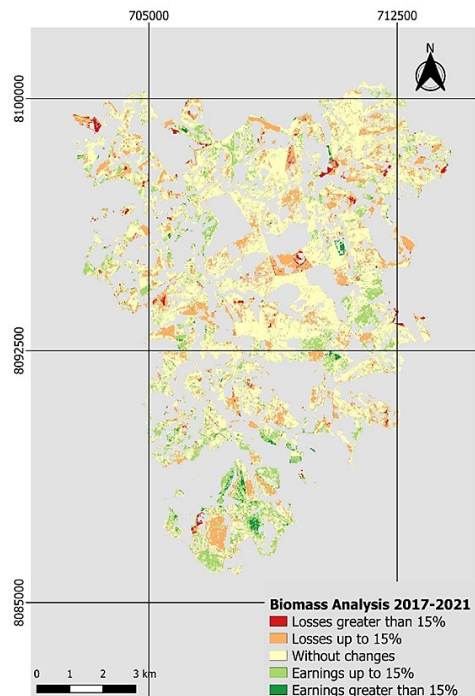 705000 712500
N
8100000
8092500
8085000
Biomass Analysis 2017-2021
Losses greater than 15%
Losses up to 15%
Without changes
Earnings up to 15%
Earnings greater than 15%
0 1 2 3 km